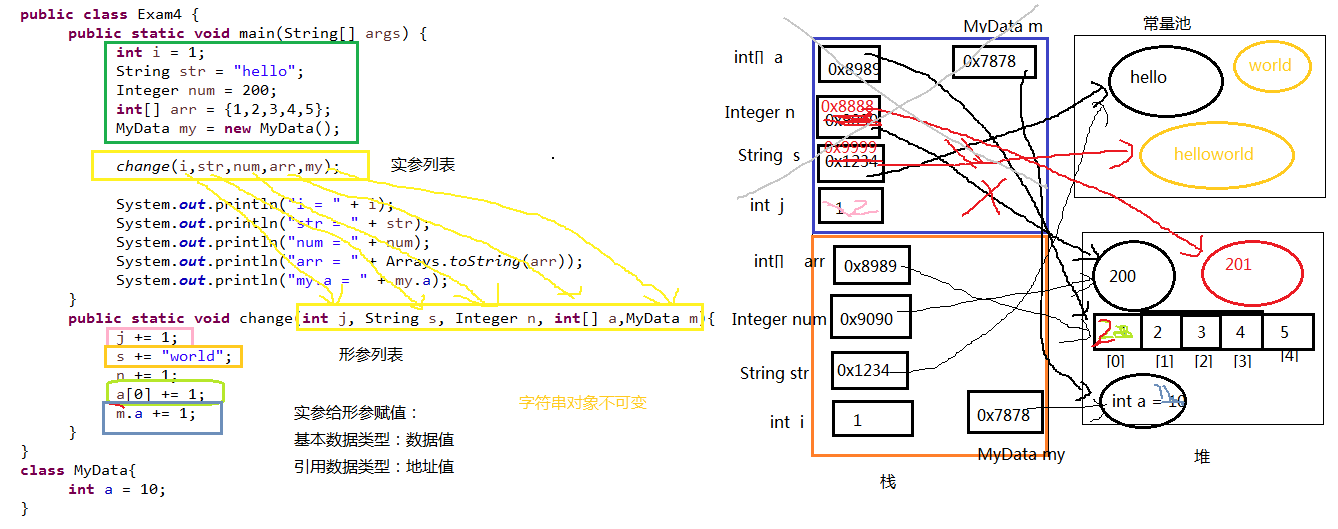 public class Exam4 {
public static void main(String[] args) {
int i = 1;
String str = "hello";
Integer num = 200;
int[] arr = {1,2,3,4,5};
MyData my = new MyData();
change(i,str,num,arr,my);
实参列表
System.out.println("i = " + i);
System.out.println("str = " + str);
System.out.println("num = " + num);
System.out.println("arr = " + Arrays.toString(arr));
System.out.println("my.a = " + my.a);
}
public static void change(int j, String s, Integer n, int[] a,MyData m){
j += 1;
形参列表
s += "world";
n += 1;
a[0] += 1;
m.a += 1;
}
}
class MyData{
int a = 10;
}
实参给形参赋值：
基本数据类型：数据值
引用数据类型：地址值
字符串对象不可变
MyData m
int[] a
0x8989
0x7878
Integer n
0x8888
String s
0x9999
0x1234
int j
1 2
int[] arr
0x8989
Integer num
0x9090
String str
0x1234
int i
1
0x7878
MyData my
栈
常量池
hello
world
helloworld
200
201
2 2 3 4 5
[0] [1] [2] [3] [4]
int a = 10
11
堆